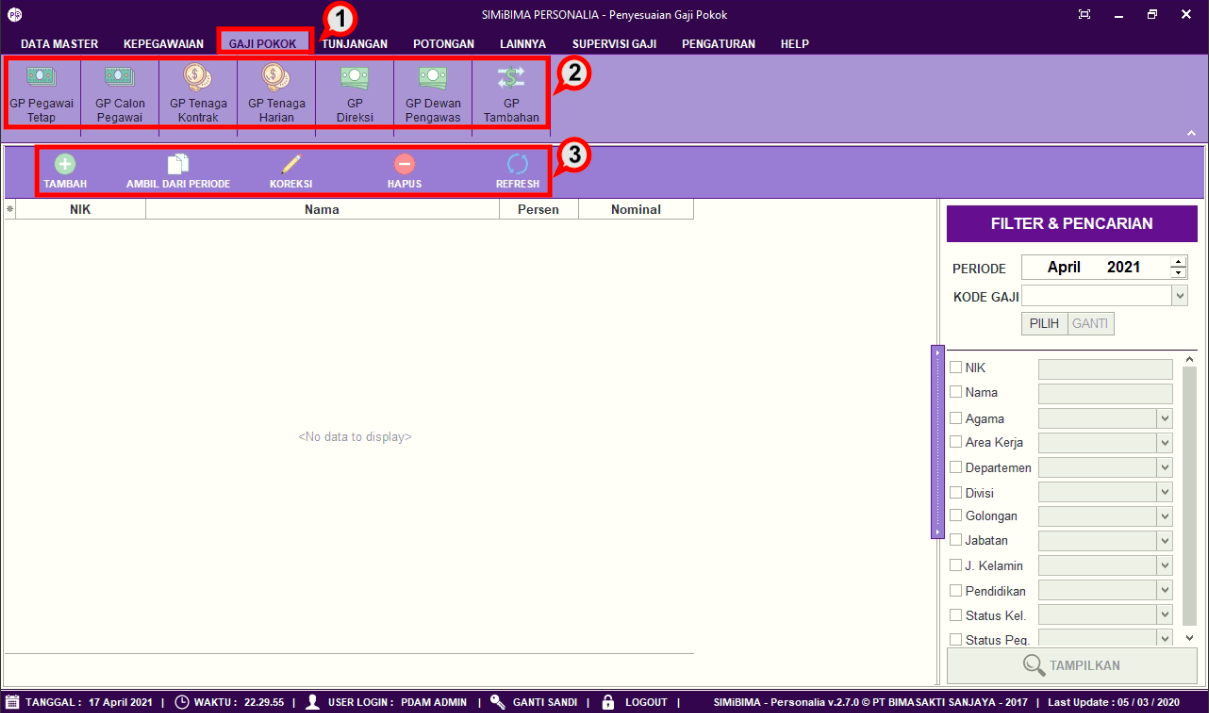 SIMiBIMA PERSONALIA - Penyesuaian Gaji Pokok
1
DATA MASTER KEPEGAWAIAN GAJI POKOK TUNJANGAN POTONGAN LAINNYA SUPERVISI GAJI PENGATURAN HELP
2
GP Pegawai Tetap
GP Calon Pegawai
GP Tenaga Kontrak
GP Tenaga Harian
GP Direksi
GP Dewan Pengawas
GP Tambahan
3
TAMBAH AMBIL DARI PERIODE KOREKSI HAPUS REFRESH
NIK Nama Persen Nominal
<No data to display>
FILTER & PENCARIAN
PERIODE April 2021
KODE GAJI
PILIH GANTI
NIK
Nama
Agama
Area Kerja
Departemen
Divisi
Golongan
Jabatan
J. Kelamin
Pendidikan
Status Kel.
Status Peg.
TAMPILKAN
TANGGAL : 17 April 2021 | WAKTU : 22.29.55 | USER LOGIN : PDAM ADMIN | GANTI SANDI | LOGOUT | SIMiBIMA - Personalia v.2.7.0 © PT BIMASAKTI SANJAYA - 2017 | Last Update : 05 / 03 / 2020